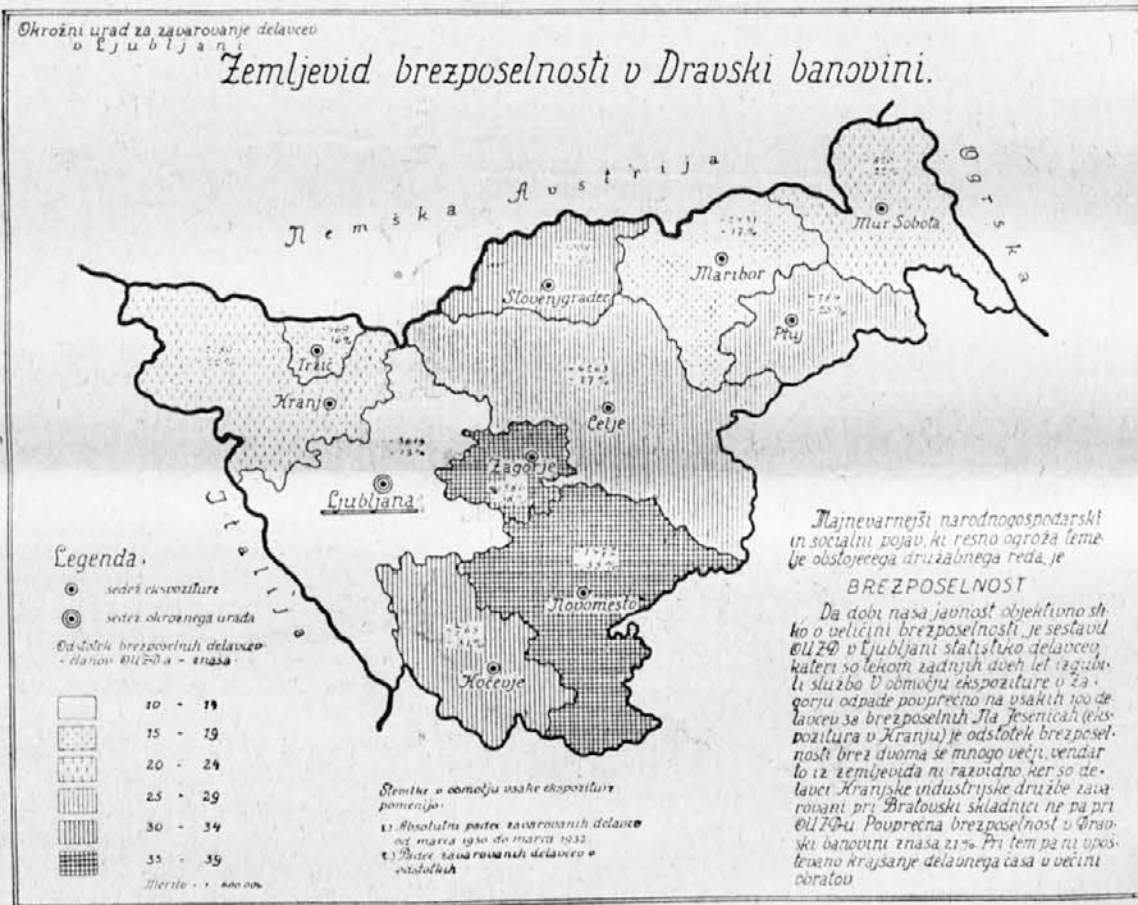 Okrožni urad za zavarovanje delavcev
v Ljubljani
Zemljevid brezposelnosti v Dravski banovini.
Nemška Avstrija
Ogrska
Italija
Mur Sobota
17%
Maribor
Slovenjgradec
Ptuj
Tržič
Kranj
27%
Celje
Zagorje
Ljubljana
Novomesto
Kočevje
Legenda.
sedež ekspoziture
sedež okrožnega urada
Odstotek brezposelnih delavcev
- članov OUZD a - znaša
10 - 14
15 - 19
20 - 24
25 - 29
30 - 34
35 - 39
Merilo
Številke v območju vsake ekspoziture
pomenijo:
1) Absolutni padec zavarovanih delavcev
od marca 1930 do marca 1932.
2) Padec zavarovanih delavcev v
odstotkih
Najnevarnejši narodnogospodarski
in socialni pojav, ki resno ogroža teme-
lje obstoječega družabnega reda, je
BREZPOSELNOST
Da dobi naša javnost objektivno sli-
ko o veličini brezposelnosti, je sestavil
OUZD v Ljubljani statistiko delavcev,
kateri so tekom zadnjih dveh let izgubi-
li službo V območju ekspoziture v Za-
gorju odpade povprečno na vsakih 100 de-
lavcev 38 brezposelnih Na Jesenicah (eks-
pozitura v Kranju) je odstotek brezposel-
nosti brez dvoma še mnogo večji, vendar
to iz zemljevida ni razvidno, ker so de-
lavci Kranjske industrijske družbe zava-
rovani pri Bratovski skladnici ne pa pri
OUZD-u Povprečna brezposelnost v Drav-
ski banovini znaša 21% Pri tem pa ni upoš-
tevano krajšanje delavnega časa v večini
obratov